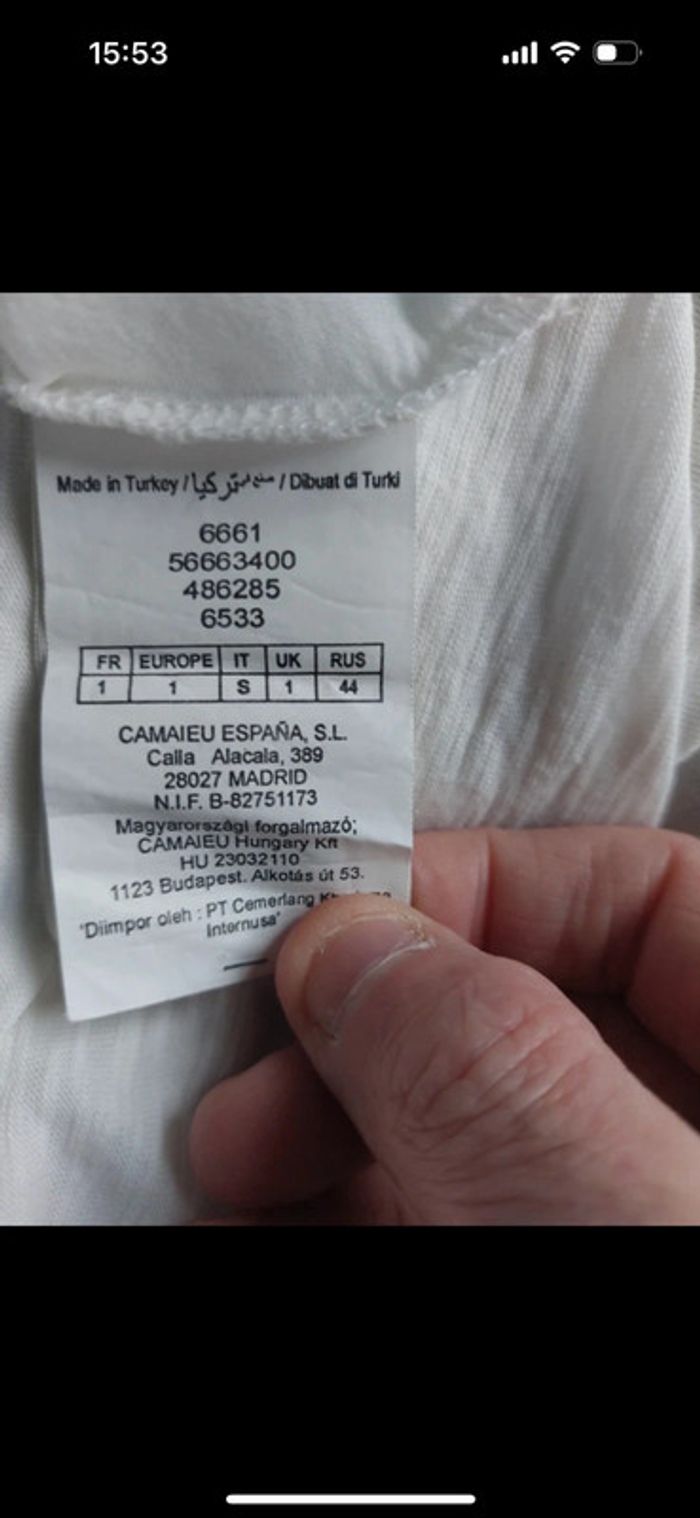 15:53
Made in Turkey / صنع في تركيا / Dibuat di Turki
6661
56663400
486285
6533
FR EUROPE IT UK RUS
1 1 S 1 44
CAMAIEU ESPAÑA, S.L.
Calla Alacala, 389
28027 MADRID
N.I.F. B-82751173
Magyarországi forgalmazó;
CAMAIEU Hungary Kft
HU 23032110
1123 Budapest. Alkotás út 53.
"Diimpor oleh : PT Cemerlang
Internusa"